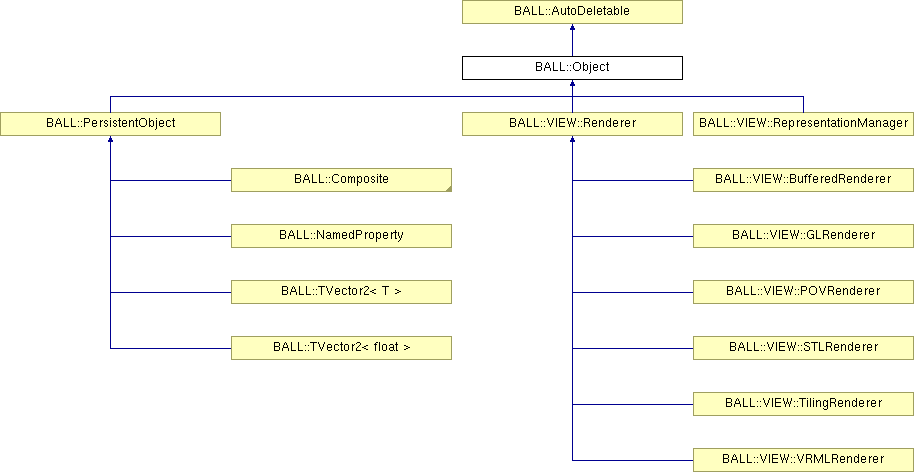 BALL::AutoDeletable
BALL::Object
BALL::PersistentObject
BALL::VIEW::Renderer
BALL::VIEW::RepresentationManager
BALL::Composite
BALL::VIEW::BufferedRenderer
BALL::NamedProperty
BALL::VIEW::GLRenderer
BALL::TVector2< T >
BALL::VIEW::POVRenderer
BALL::TVector2< float >
BALL::VIEW::STLRenderer
BALL::VIEW::TilingRenderer
BALL::VIEW::VRMLRenderer